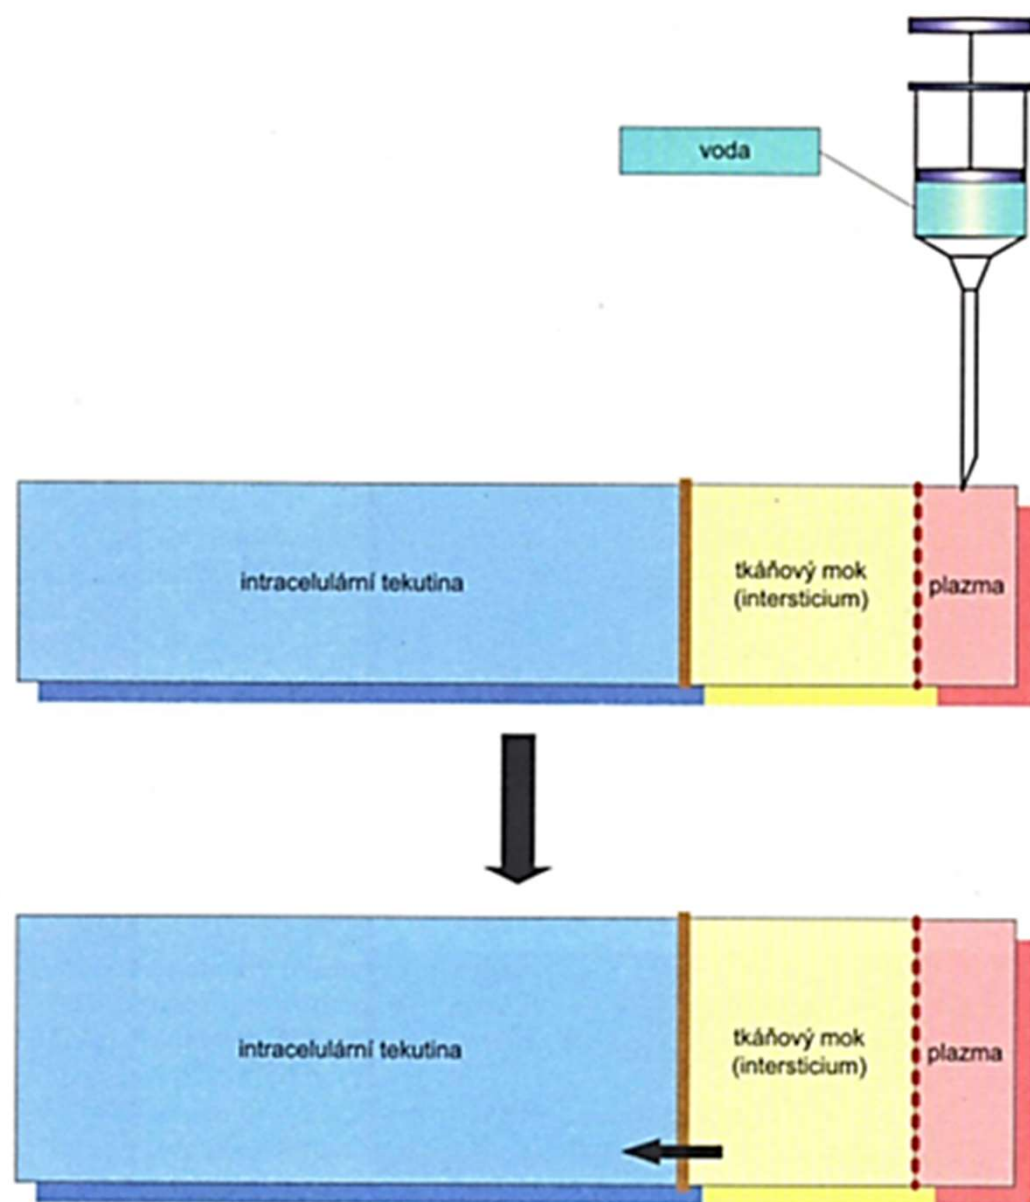 voda
intracelulární tekutina
tkáňový mok
(intersticium)
plazma
intracelulární tekutina
tkáňový mok
(intersticium)
plazma